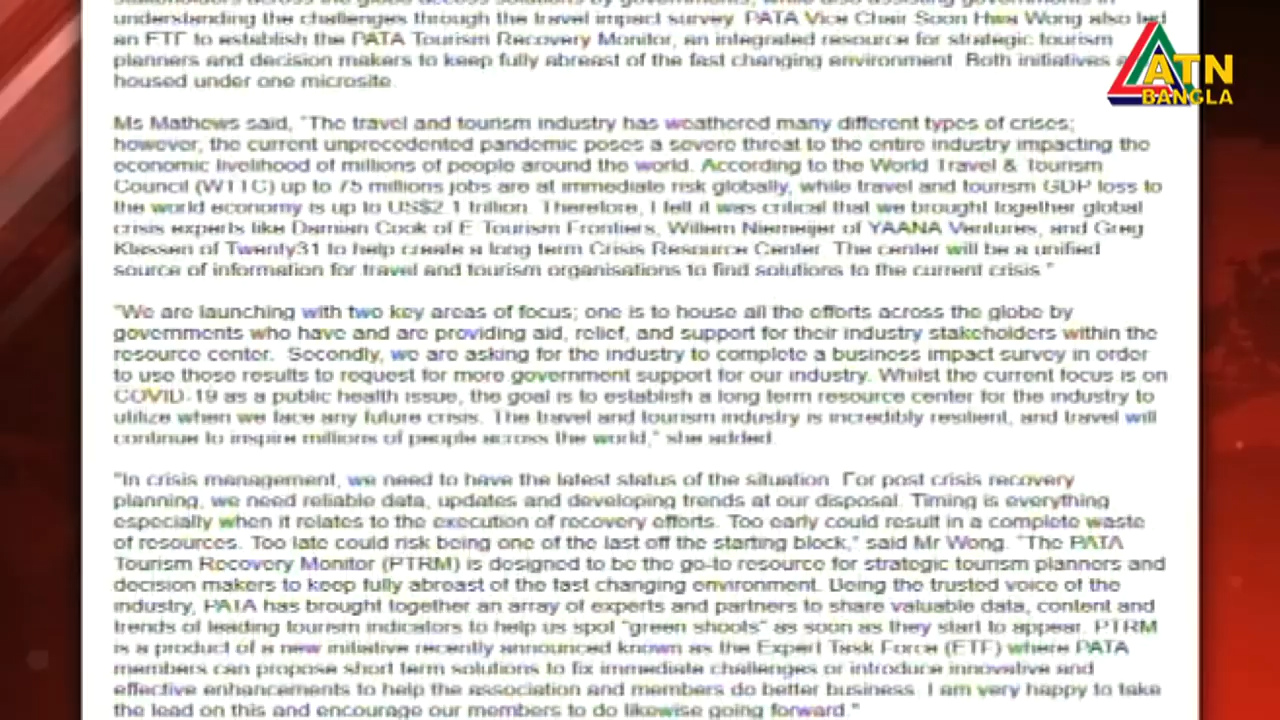 stakeholders across the globe access solutions by governments, while also assisting governments in
understanding the challenges through the travel impact survey. PATA Vice Chair Soon Hwa Wong also led
an ETF to establish the PATA Tourism Recovery Monitor, an integrated resource for strategic tourism
planners and decision makers to keep fully abreast of the fast changing environment. Both initiatives
housed under one microsite.
ATN
BANGLA
Ms Mathews said, "The travel and tourism industry has weathered many different types of crises;
however, the current unprecedented pandemic poses a severe threat to the entire industry impacting the
economic livelihood of millions of people around the world. According to the World Travel & Tourism
Council (WTTC) up to 75 millions jobs are at immediate risk globally, while travel and tourism GDP loss to
the world economy is up to US$2.1 trillion. Therefore, I felt it was critical that we brought together global
crisis experts like Damian Cook of E Tourism Frontiers, Willem Niemeijer of YAANA Ventures, and Greg
Klassen of Twenty31 to help create a long term Crisis Resource Center. The center will be a unified
source of information for travel and tourism organisations to find solutions to the current crisis."
"We are launching with two key areas of focus; one is to house all the efforts across the globe by
governments who have and are providing aid, relief, and support for their industry stakeholders within the
resource center. Secondly, we are asking for the industry to complete a business impact survey in order
to use those results to request for more government support for our industry. Whilst the current focus is on
COVID-19 as a public health issue, the goal is to establish a long term resource center for the industry to
utilize when we face any future crisis. The travel and tourism industry is incredibly resilient, and travel will
continue to inspire millions of people across the world," she added.
"In crisis management, we need to have the latest status of the situation. For post crisis recovery
planning, we need reliable data, updates and developing trends at our disposal. Timing is everything
especially when it relates to the execution of recovery efforts. Too early could result in a complete waste
of resources. Too late could risk being one of the last off the starting block," said Mr Wong. "The PATA
Tourism Recovery Monitor (PTRM) is designed to be the go-to resource for strategic tourism planners and
decision makers to keep fully abreast of the fast changing environment. Being the trusted voice of the
industry, PATA has brought together an array of experts and partners to share valuable data, content and
trends of leading tourism indicators to help us spot "green shoots" as soon as they start to appear. PTRM
is a product of a new initiative recently announced known as the Expert Task Force (ETF) where PATA
members can propose short term solutions to fix immediate challenges or introduce innovative and
effective enhancements to help the association and members do better business. I am very happy to take
the lead on this and encourage our members to do likewise going forward."